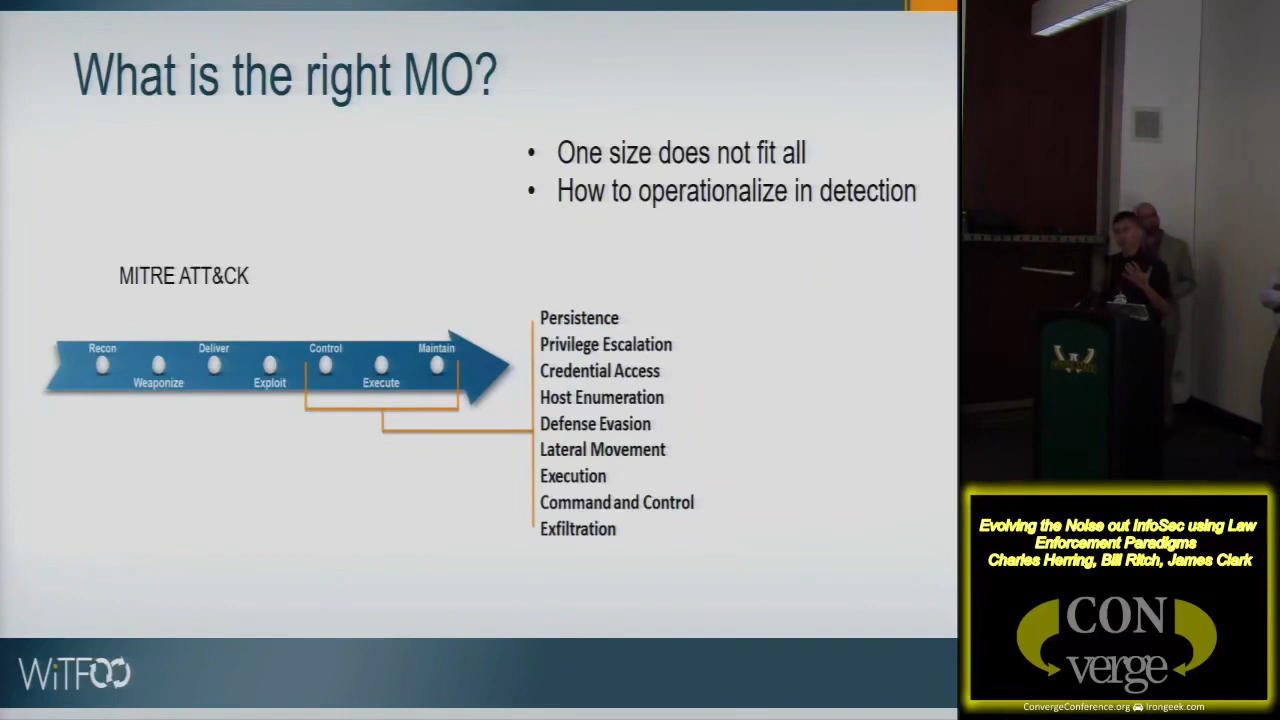 What is the right MO?
• One size does not fit all
• How to operationalize in detection
MITRE ATT&CK
Recon
Deliver
Control
Maintain
Weaponize
Exploit
Execute
Persistence
Privilege Escalation
Credential Access
Host Enumeration
Defense Evasion
Lateral Movement
Execution
Command and Control
Exfiltration
WiTFOO
Evolving the Noise out InfoSec using Law
Enforcement Paradigms
Charles Herring, Bill Ritch, James Clark
CON
verge
ConvergeConference.org Irongeek.com